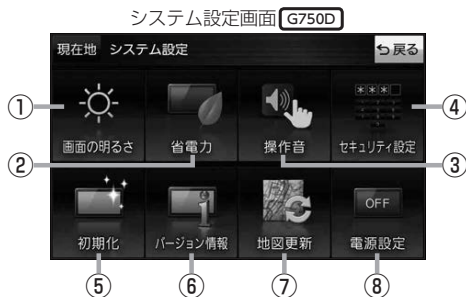 システム設定画面 G750D
現在地 システム設定 戻る
① ④
画面の明るさ 省電力 操作音 セキュリティ設定
② ③
初期化 バージョン情報 地図更新 OFF 電源設定
⑤ ⑥ ⑦ ⑧